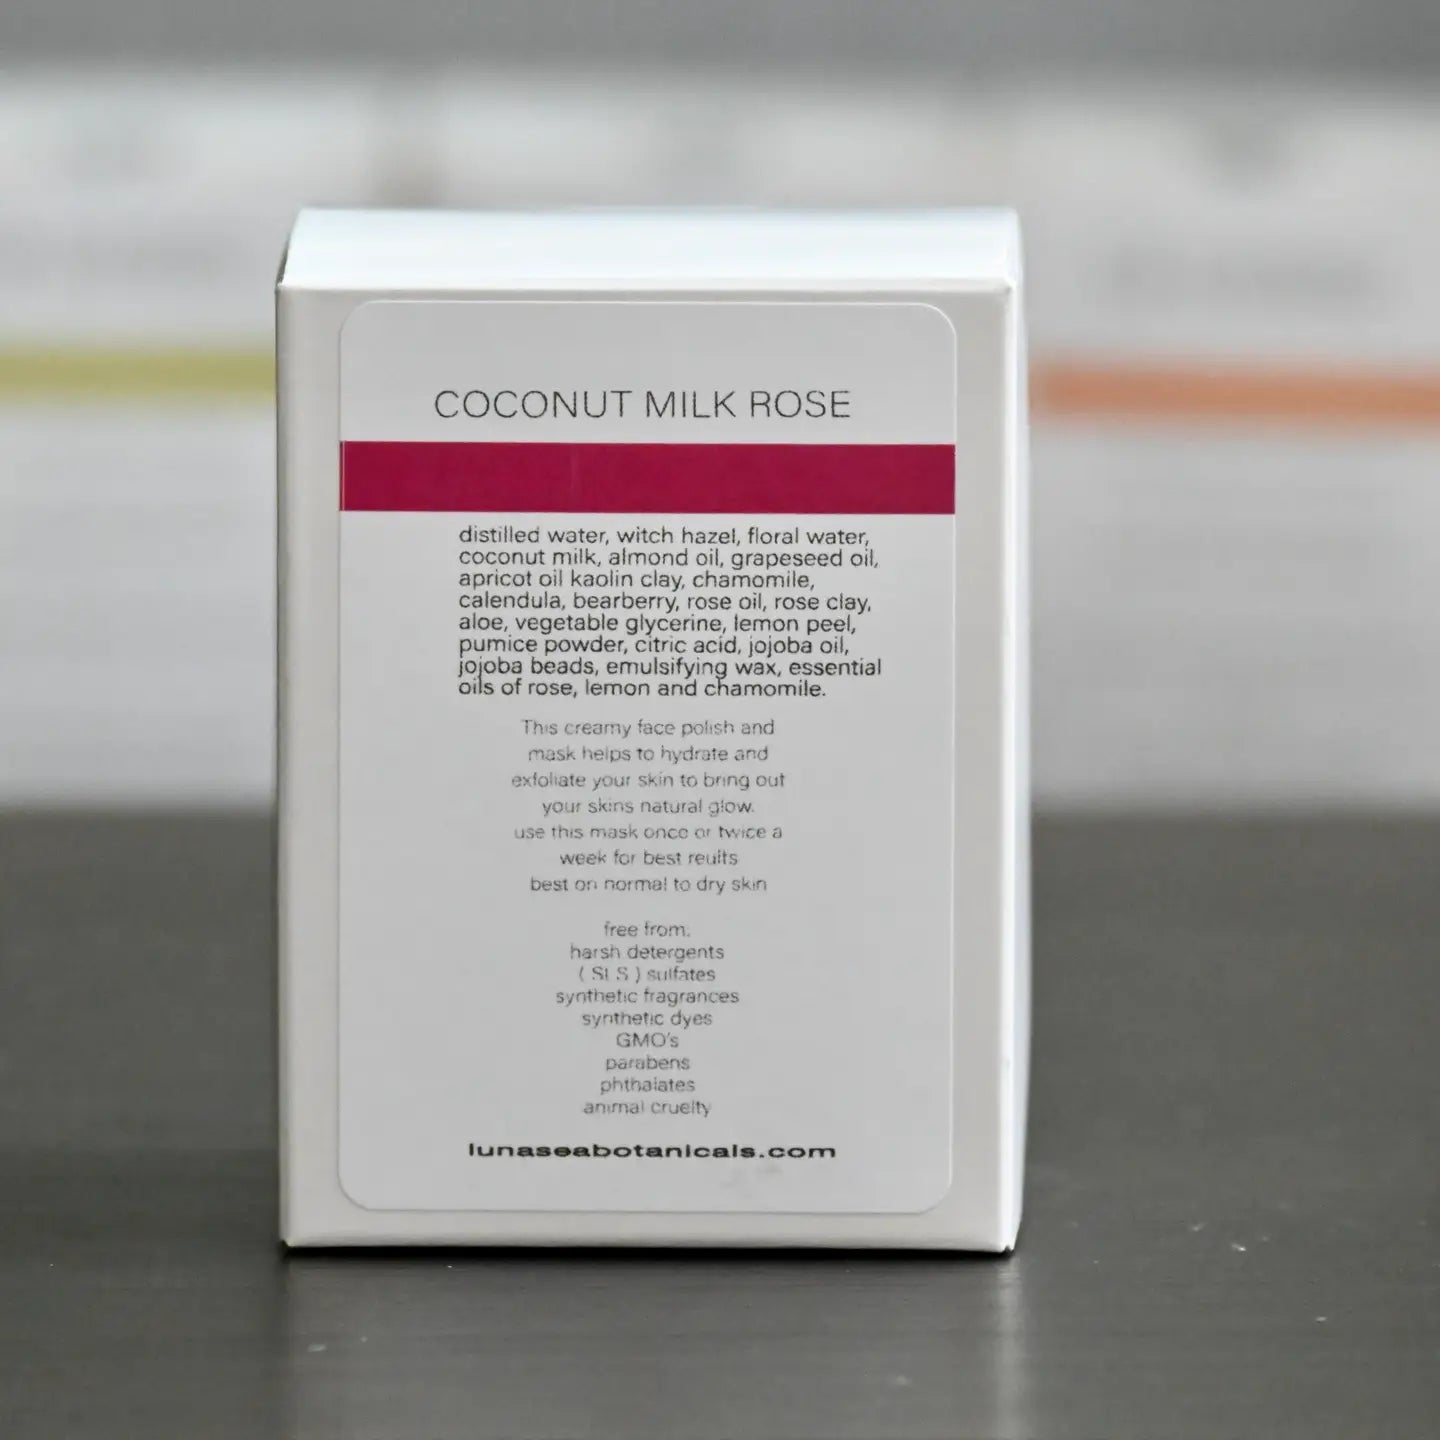 COCONUT MILK ROSE
distilled water, witch hazel, floral water,
coconut milk, almond oil, grapeseed oil,
apricot oil kaolin clay, chamomile,
calendula, bearberry, rose oil, rose clay,
aloe, vegetable glycerine, lemon peel,
pumice powder, citric acid, jojoba oil,
jojoba beads, emulsifying wax, essential
oils of rose, lemon and chamomile.
This creamy face polish and
mask helps to hydrate and
exfoliate your skin to bring out
your skins natural glow.
use this mask once or twice a
week for best reults
best on normal to dry skin
free from:
harsh detergents
( SLS ) sulfates
synthetic fragrances
synthetic dyes
GMO's
parabens
phthalates
animal cruelty
lunaseabotanicals.com